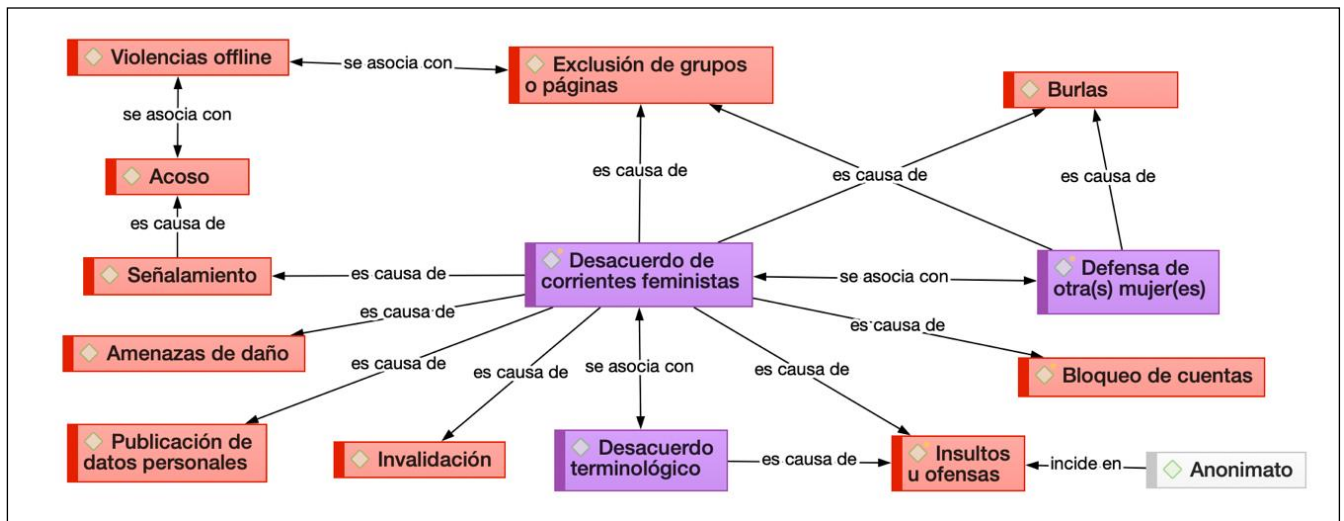 Violencias offline
se asocia con
Exclusión de grupos
o páginas
Burlas
se asocia con
Acoso
es causa de
es causa de
es causa de
es causa de
Señalamiento
es causa de
Desacuerdo de
corrientes feministas
se asocia con
Defensa de
otra(s) mujer(es)
es causa de
es causa de
Amenazas de daño
es causa de
es causa de
se asocia con
es causa de
Bloqueo de cuentas
Publicación de
datos personales
Invalidación
Desacuerdo
terminológico
es causa de
Insultos
u ofensas
incide en
Anonimato